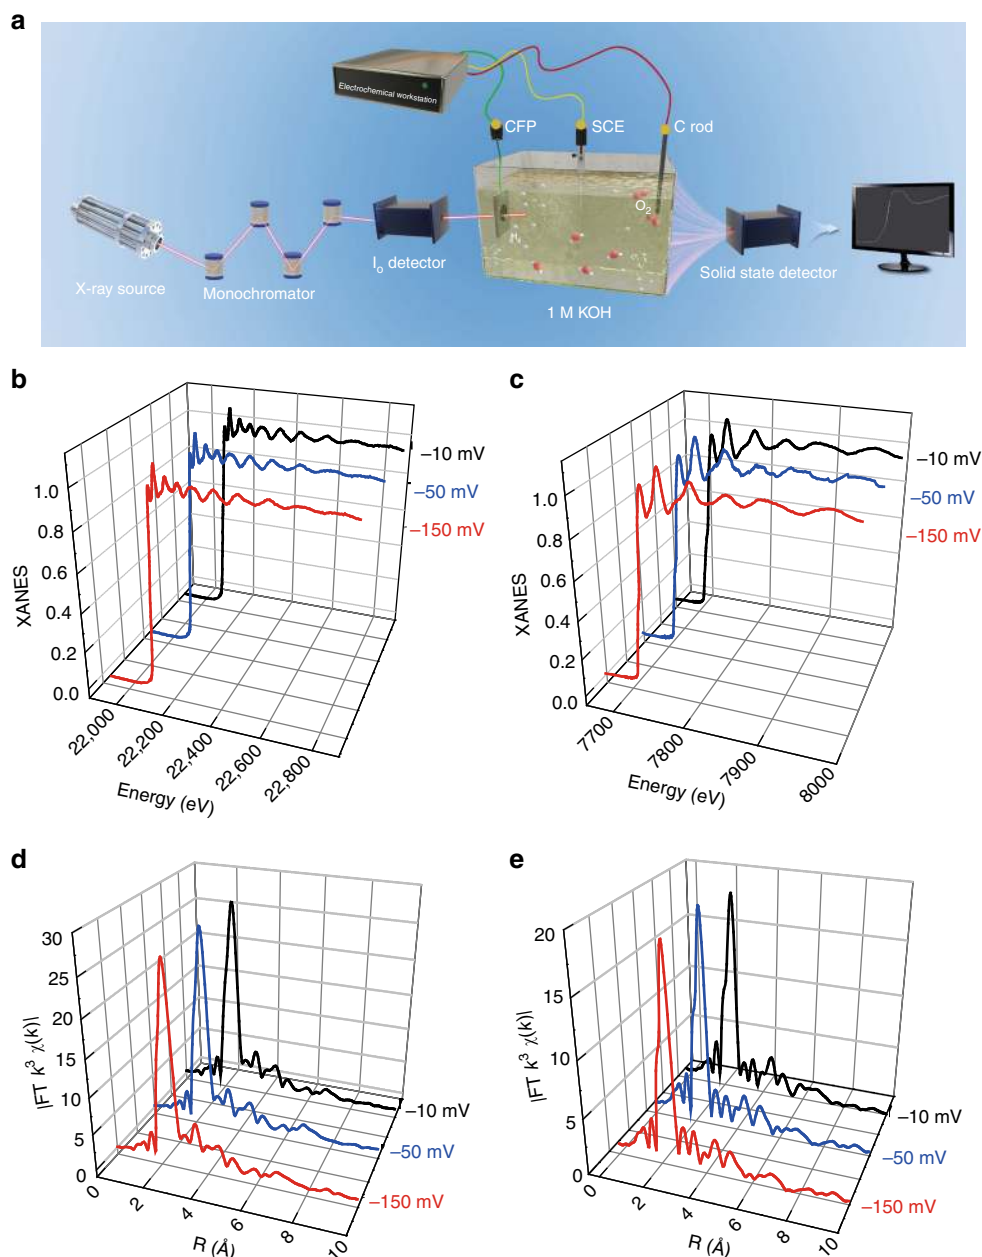 a
Electrochemical workstation
CFP
SCE
C rod
O2
H2
I0 detector
X-ray source
Monochromator
Solid state detector
1 M KOH
b
1.0
0.8
0.6
0.4
0.2
0.0
XANES
22,000
22,200
22,400
22,600
22,800
Energy (eV)
–10 mV
–50 mV
–150 mV
c
1.0
0.8
0.6
0.4
0.2
0.0
XANES
7700
7800
7900
8000
Energy (eV)
–10 mV
–50 mV
–150 mV
d
30
25
20
15
10
5
0
|FT k³ χ(k)|
0
2
4
6
8
10
R (Å)
–10 mV
–50 mV
–150 mV
e
20
15
10
5
0
|FT k³ χ(k)|
0
2
4
6
8
10
R (Å)
–10 mV
–50 mV
–150 mV